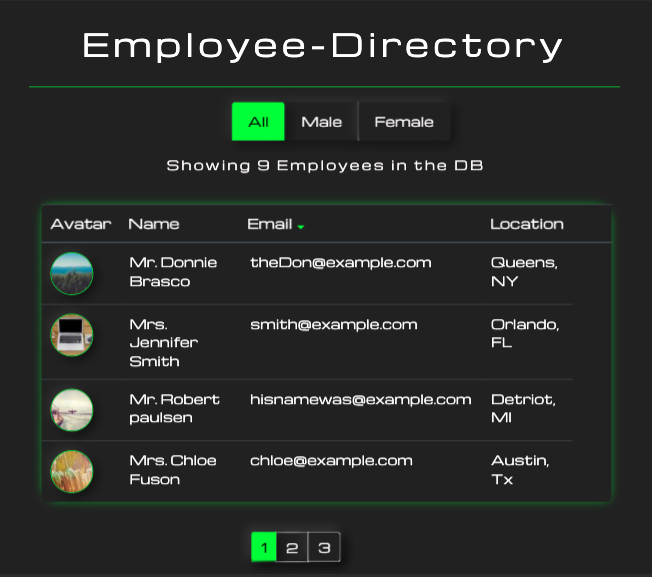 Employee-Directory
All Male Female
Showing 9 Employees in the DB
Avatar Name Email Location
Mr. Donnie theDon@example.com Queens,
Brasco NY
Mrs. smith@example.com Orlando,
Jennifer FL
Smith
Mr. Robert hisnamewas@example.com Detriot,
paulsen MI
Mrs. Chloe chloe@example.com Austin,
Fuson Tx
1 2 3